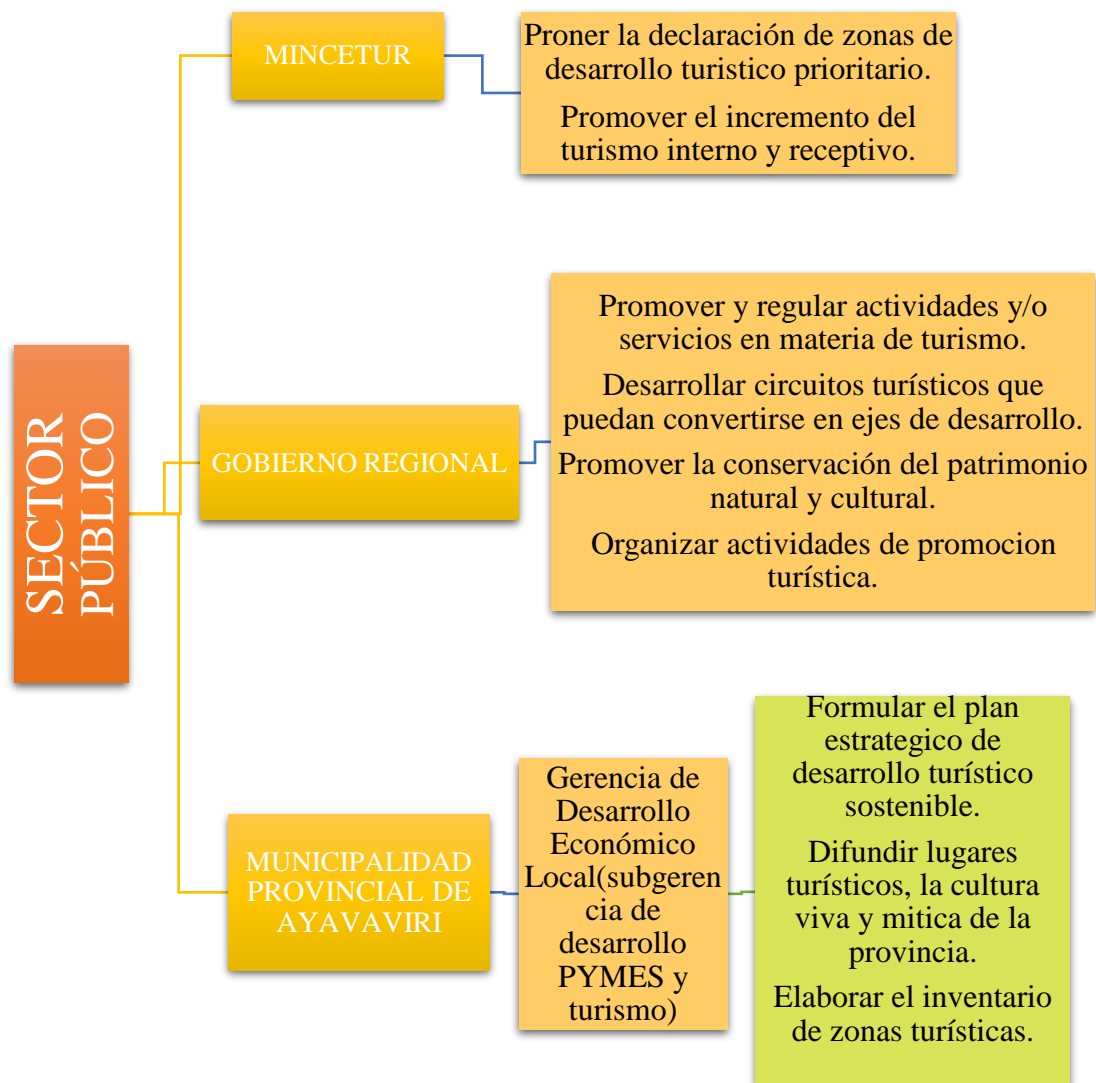 SECTOR
PÚBLICO
MINCETUR
Proner la declaración de zonas de
desarrollo turistico prioritario.
Promover el incremento del
turismo interno y receptivo.
GOBIERNO REGIONAL
Promover y regular actividades y/o
servicios en materia de turismo.
Desarrollar circuitos turísticos que
puedan convertirse en ejes de desarrollo.
Promover la conservación del patrimonio
natural y cultural.
Organizar actividades de promocion
turística.
MUNICIPALIDAD
PROVINCIAL DE
AYAVAVIRI
Gerencia de
Desarrollo
Económico
Local(subgeren
cia de
desarrollo
PYMES y
turismo)
Formular el plan
estrategico de
desarrollo turístico
sostenible.
Difundir lugares
turísticos, la cultura
viva y mitica de la
provincia.
Elaborar el inventario
de zonas turísticas.